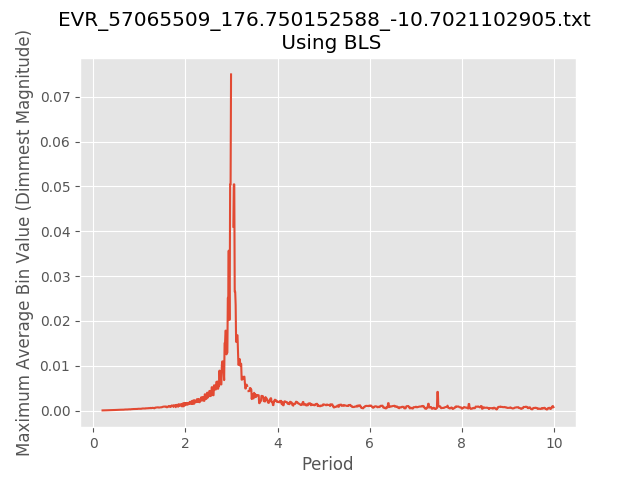 EVR_57065509_176.750152588_-10.7021102905.txt
Using BLS
Maximum Average Bin Value (Dimmest Magnitude)
0.07
0.06
0.05
0.04
0.03
0.02
0.01
0.00
0 2 4 6 8 10
Period